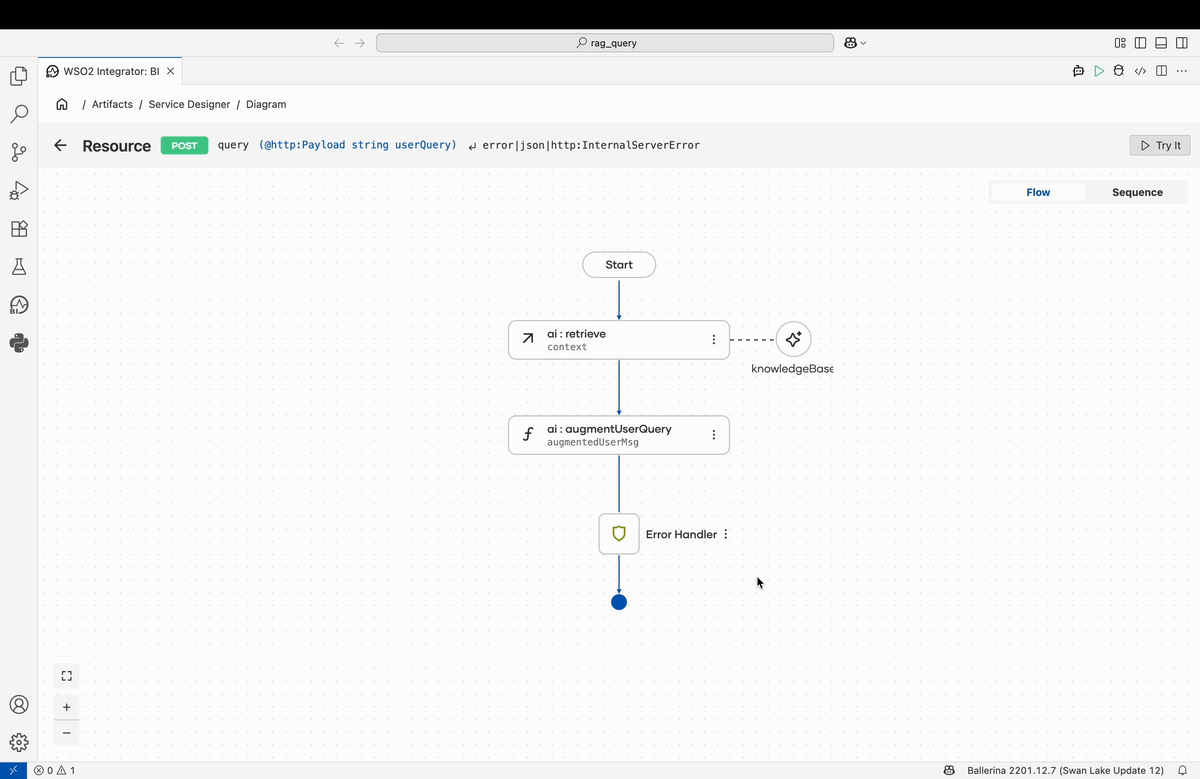 rag_query
WSO2 Integrator: BI
/ Artifacts / Service Designer / Diagram
Resource POST query (@http:Payload string userQuery) error|json|http:InternalServerError
Try It
Flow Sequence
Start
ai : retrieve
context
knowledgeBase
ai : augmentUserQuery
augmentedUserMsg
Error Handler
0 1 Ballerina 2201.12.7 (Swan Lake Update 12)